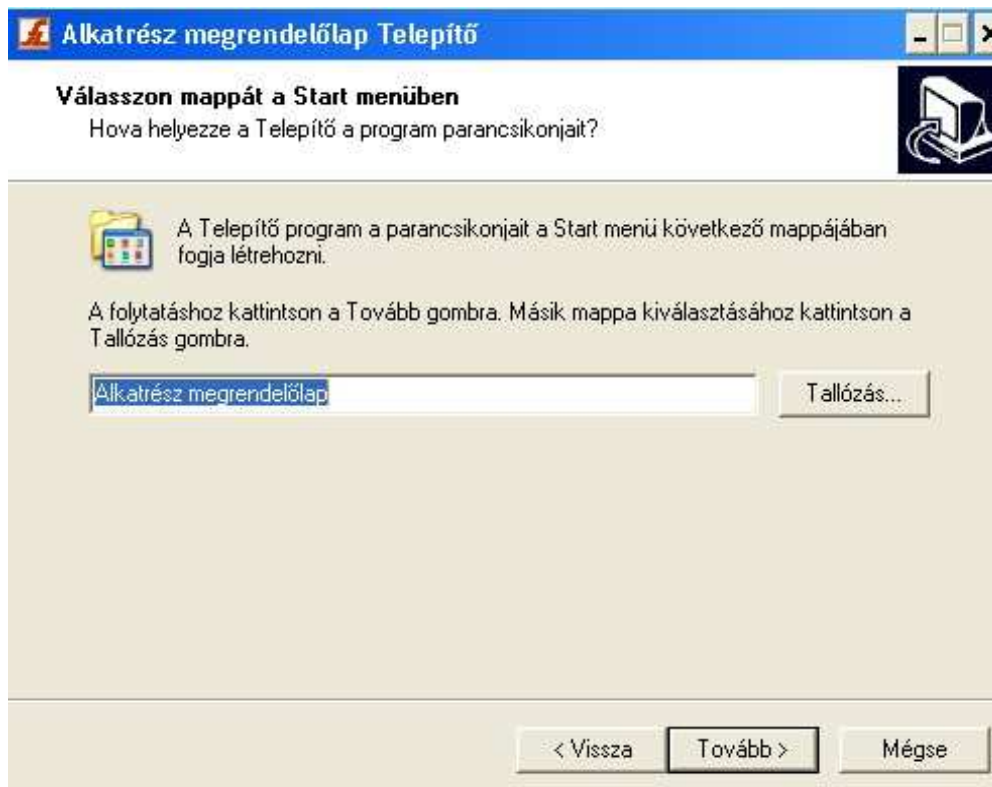 Alkatrész megrendelőlap Telepítő
Válasszon mappát a Start menüben
Hova helyezze a Telepítő a program parancsikonjait?
A Telepítő program a parancsikonjait a Start menü következő mappájában
fogja létrehozni.
A folytatáshoz kattintson a Tovább gombra. Másik mappa kiválasztásához kattintson a
Tallózás gombra.
Alkatrész megrendelőlap
Tallózás...
< Vissza
Tovább >
Mégse